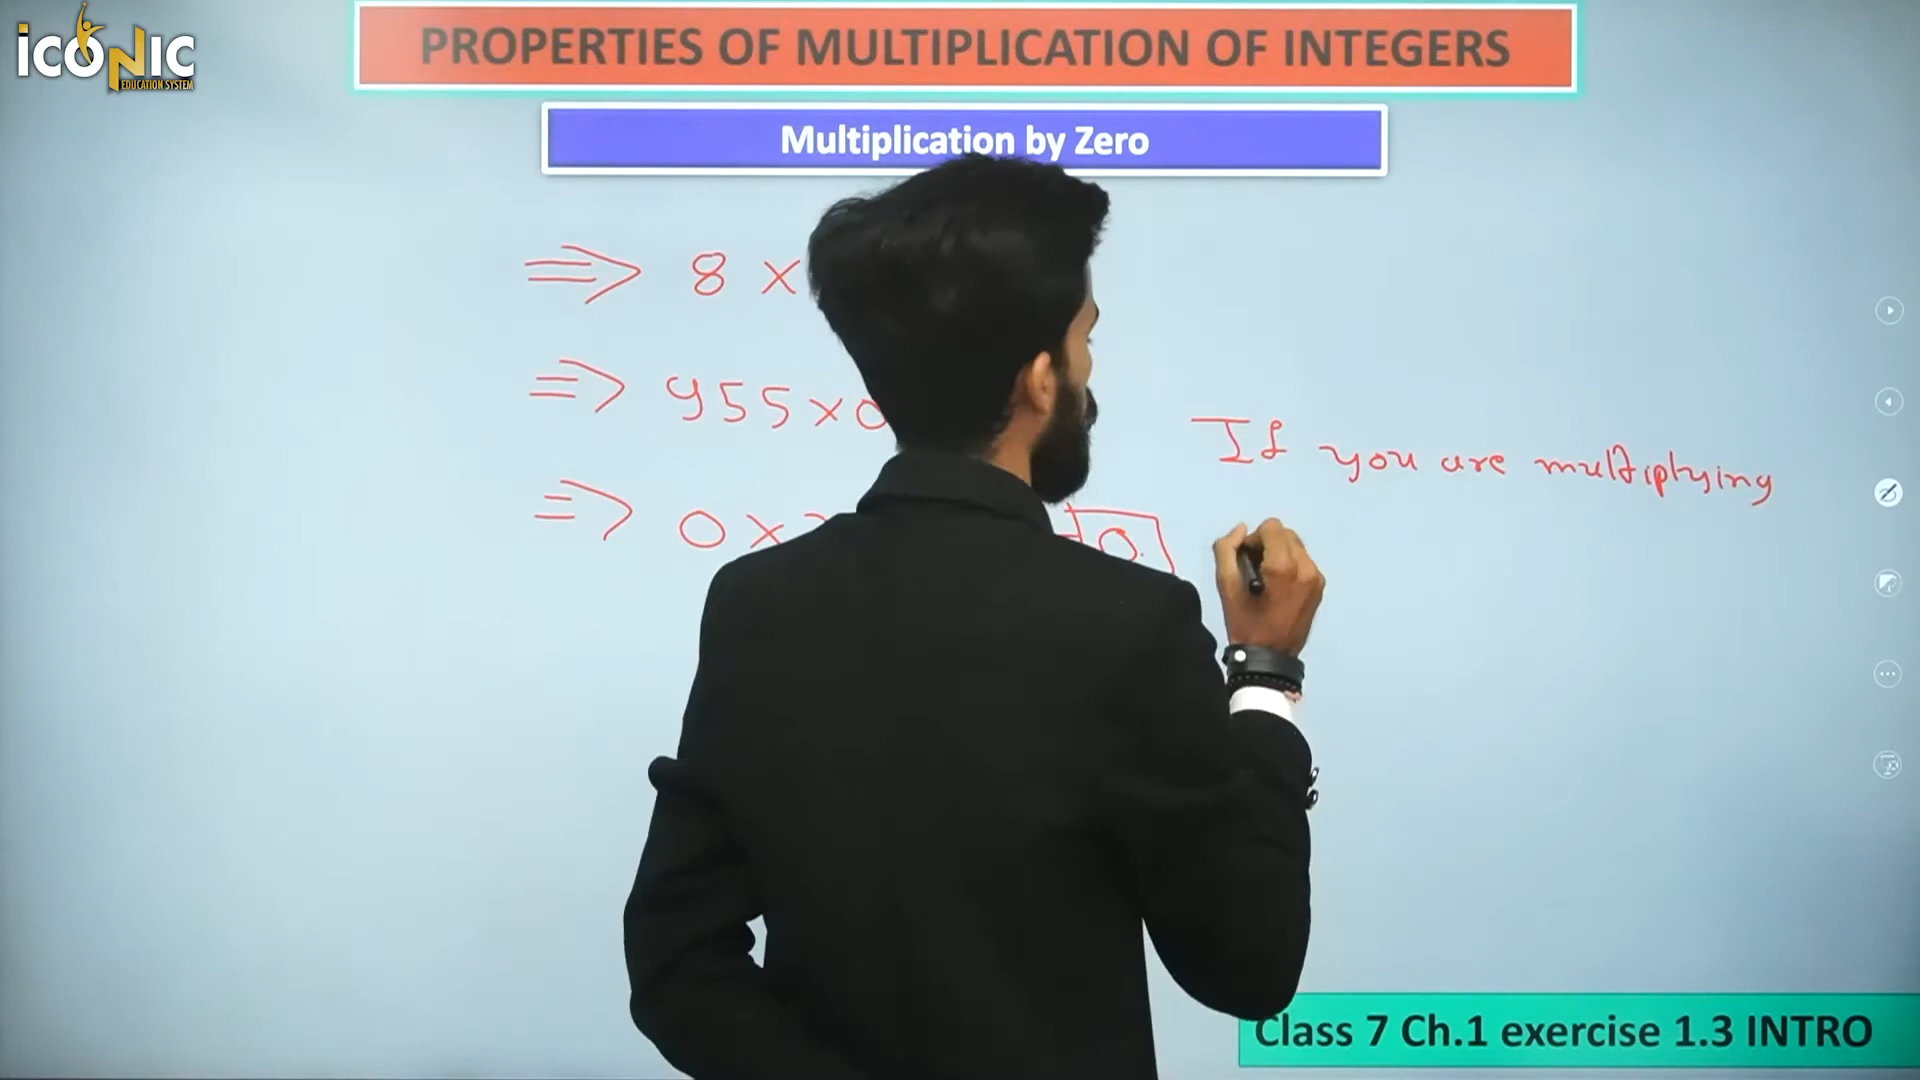 ICONIC
EDUCATION SYSTEM
PROPERTIES OF MULTIPLICATION OF INTEGERS
Multiplication by Zero
⇒ 8 ×
⇒ 955 × 0
If you are multiplying
⇒ 0 ×
0.
Class 7 Ch.1 exercise 1.3 INTRO